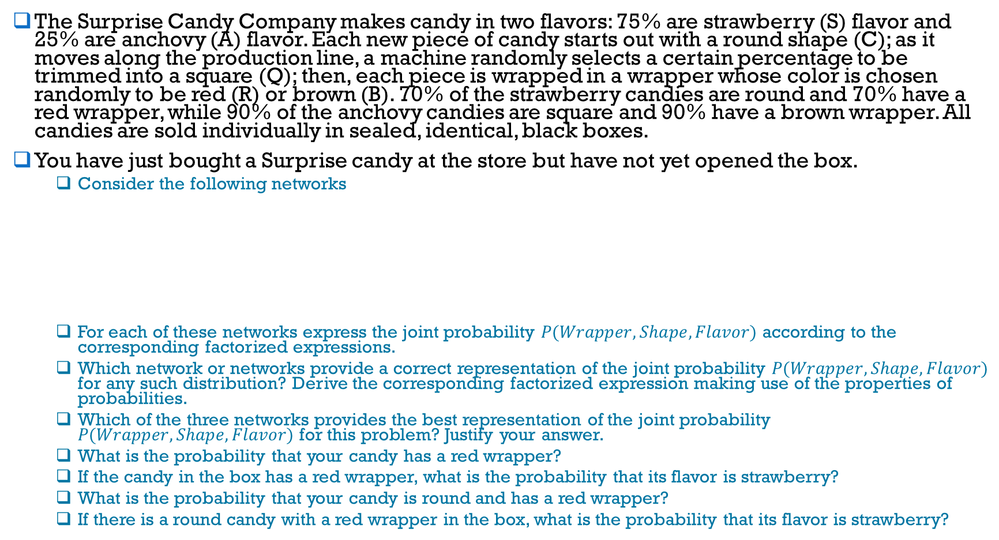 The Surprise Candy Company makes candy in two flavors: 75% are strawberry (S) flavor and
25% are anchovy (A) flavor. Each new piece of candy starts out with a round shape (C); as it
moves along the production line, a machine randomly selects a certain percentage to be
trimmed into a square (Q); then, each piece is wrapped in a wrapper whose color is chosen
randomly to be red (R) or brown (B). 70% of the strawberry candies are round and 70% have a
red wrapper, while 90% of the anchovy candies are square and 90% have a brown wrapper. All
candies are sold individually in sealed, identical, black boxes.
You have just bought a Surprise candy at the store but have not yet opened the box.
Consider the following networks
For each of these networks express the joint probability P(Wrapper, Shape, Flavor) according to the
corresponding factorized expressions.
Which network or networks provide a correct representation of the joint probability P(Wrapper, Shape, Flavor)
for any such distribution? Derive the corresponding factorized expression making use of the properties of
probabilities.
Which of the three networks provides the best representation of the joint probability
P(Wrapper, Shape, Flavor) for this problem? Justify your answer.
What is the probability that your candy has a red wrapper?
If the candy in the box has a red wrapper, what is the probability that its flavor is strawberry?
What is the probability that your candy is round and has a red wrapper?
If there is a round candy with a red wrapper in the box, what is the probability that its flavor is strawberry?